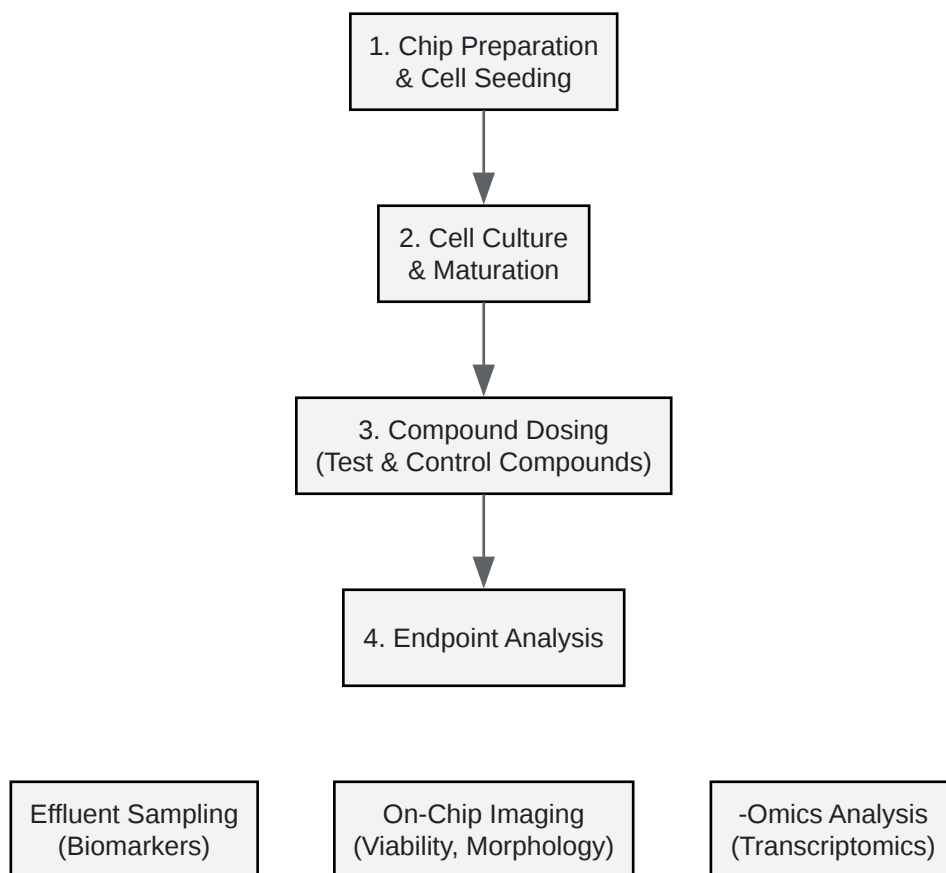 1. Chip Preparation
& Cell Seeding
2. Cell Culture
& Maturation
3. Compound Dosing
(Test & Control Compounds)
4. Endpoint Analysis
Effluent Sampling
(Biomarkers)
On-Chip Imaging
(Viability, Morphology)
-Omics Analysis
(Transcriptomics)